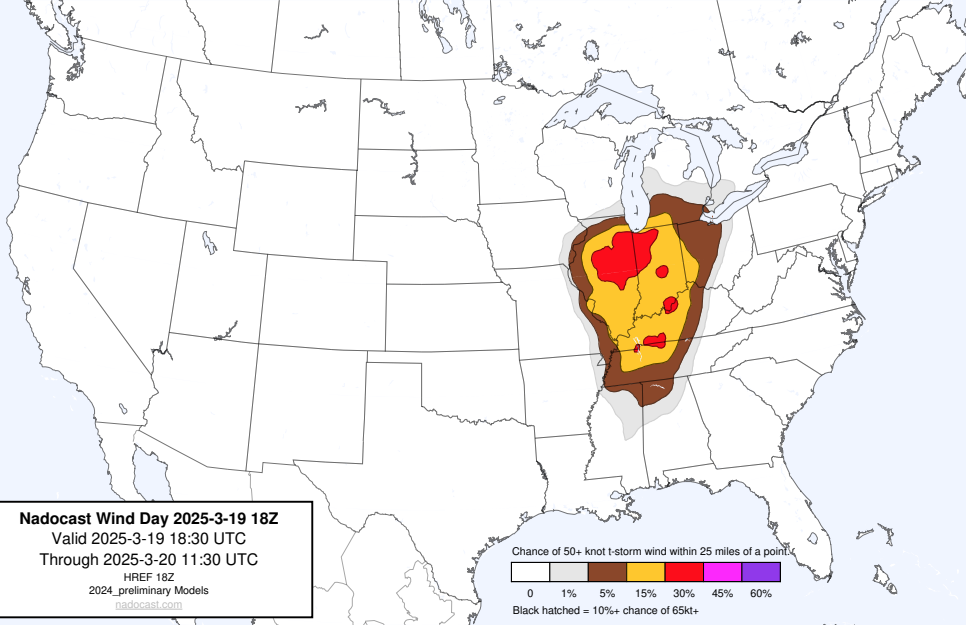 Nadocast Wind Day 2025-3-19 18Z
Valid 2025-3-19 18:30 UTC
Through 2025-3-20 11:30 UTC
HREF 18Z
2024_preliminary Models
nadocast.com
Chance of 50+ knot t-storm wind within 25 miles of a point.
0 1% 5% 15% 30% 45% 60%
Black hatched = 10%+ chance of 65kt+